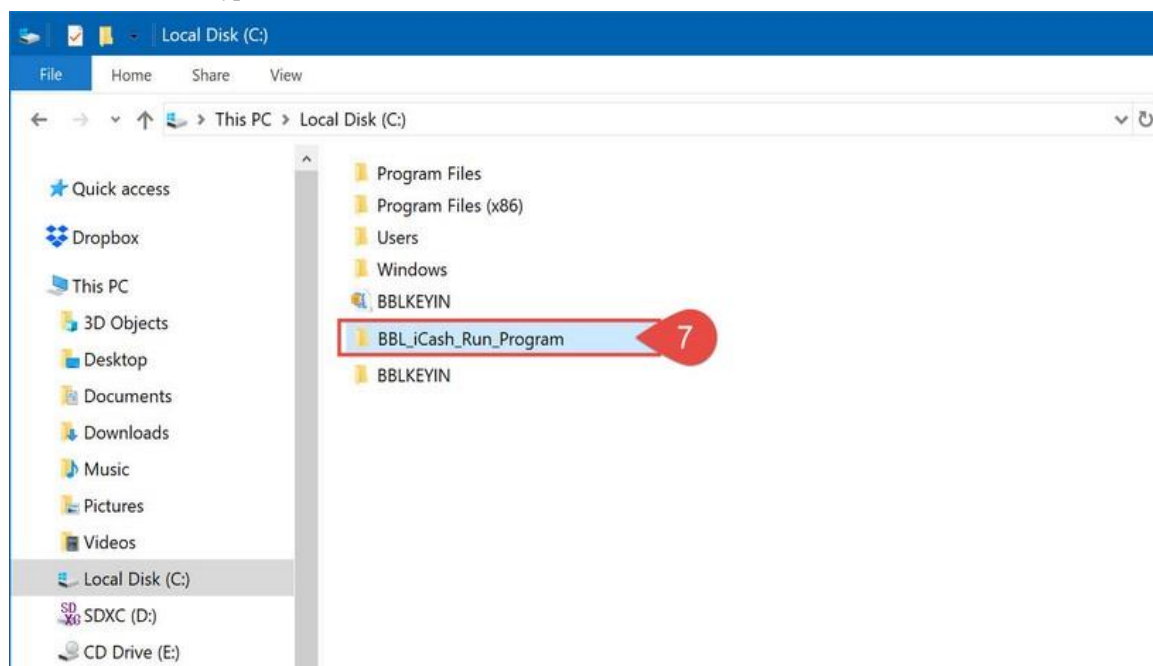 Local Disk (C:)
File Home Share View
This PC > Local Disk (C:)
Quick access
Dropbox
This PC
3D Objects
Desktop
Documents
Downloads
Music
Pictures
Videos
Local Disk (C:)
SDXC (D:)
CD Drive (E:)
Program Files
Program Files (x86)
Users
Windows
BBLKEYIN
BBL_iCash_Run_Program 7
BBLKEYIN